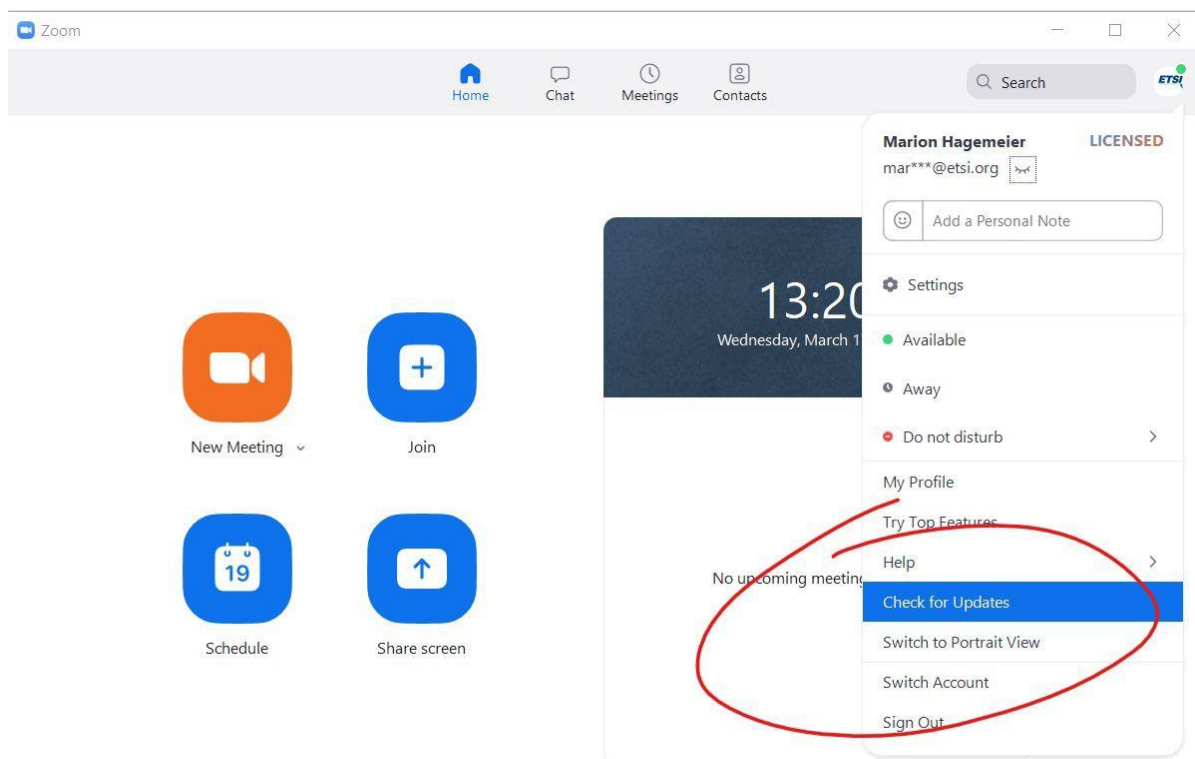 Zoom
Home
Chat
Meetings
Contacts
Search
ETSI
Marion Hagemeier
LICENSED
mar***@etsi.org
Add a Personal Note
13:20
Wednesday, March 1
Settings
Available
Away
Do not disturb
New Meeting
Join
My Profile
Try Top Features
Help
No upcoming meeting
Check for Updates
19
Schedule
Share screen
Switch to Portrait View
Switch Account
Sign Out